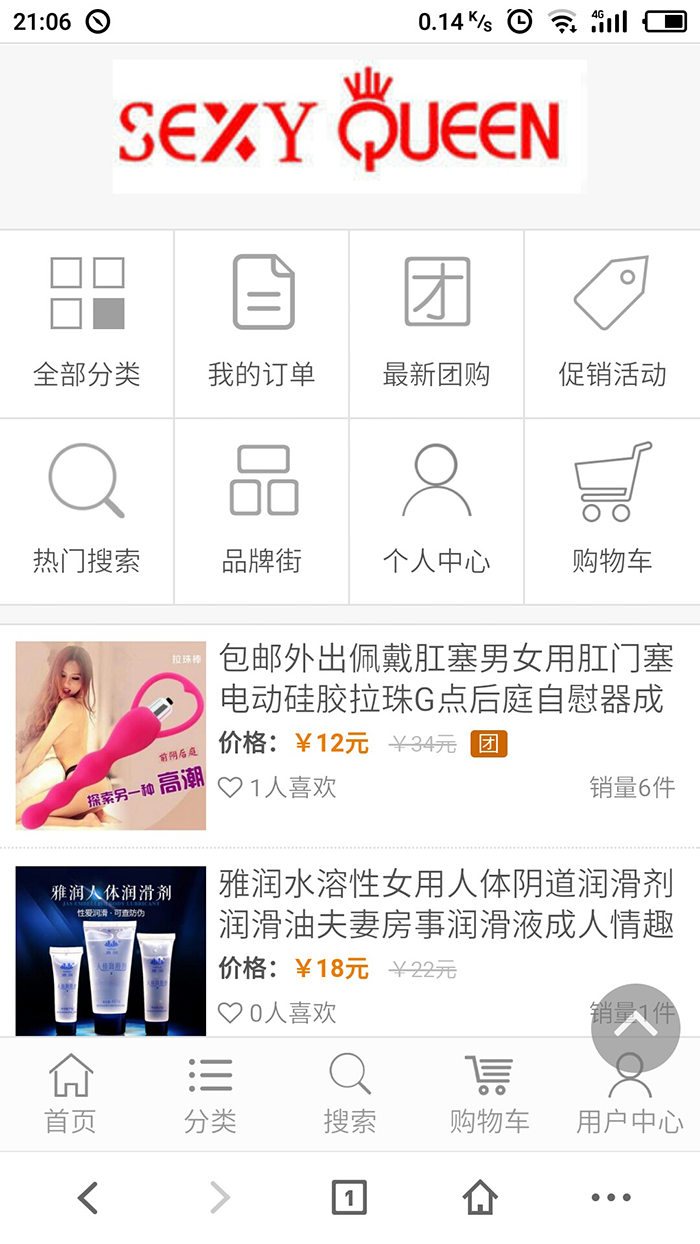 21:06
0.14 K/s
4G
SEXY QUEEN
全部分类
我的订单
团
最新团购
促销活动
热门搜索
品牌街
个人中心
购物车
拉珠棒
前阴后庭
探索另一种 高潮
包邮外出佩戴肛塞男女用肛门塞
电动硅胶拉珠G点后庭自慰器成
价格：￥12元 ￥34元 团
1人喜欢
销量6件
雅润人体润滑剂
性爱润滑·可查防伪
雅润水溶性女用人体阴道润滑剂
润滑油夫妻房事润滑液成人情趣
价格：￥18元 ￥22元
0人喜欢
销量1件
首页
分类
搜索
购物车
用户中心
1